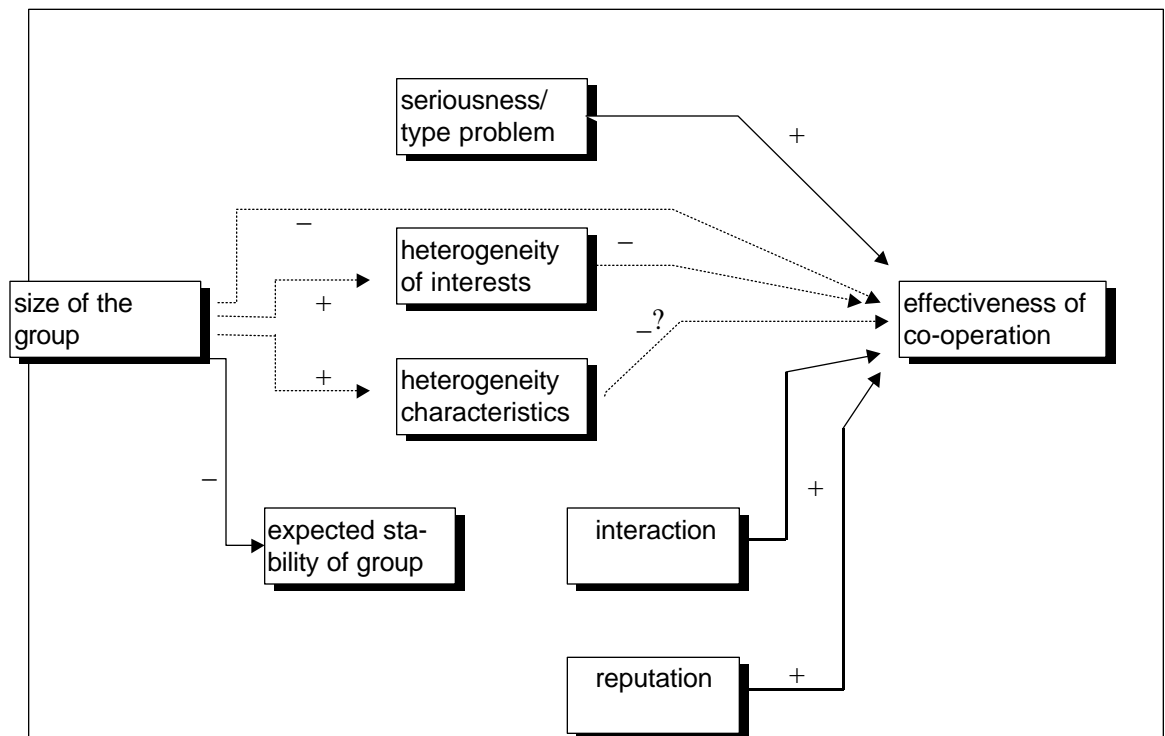 seriousness/
type problem
+
–
heterogeneity
of interests
–
size of the
group
+
effectiveness of
co-operation
–?
+
heterogeneity
characteristics
–
+
expected sta-
bility of group
interaction
reputation
+